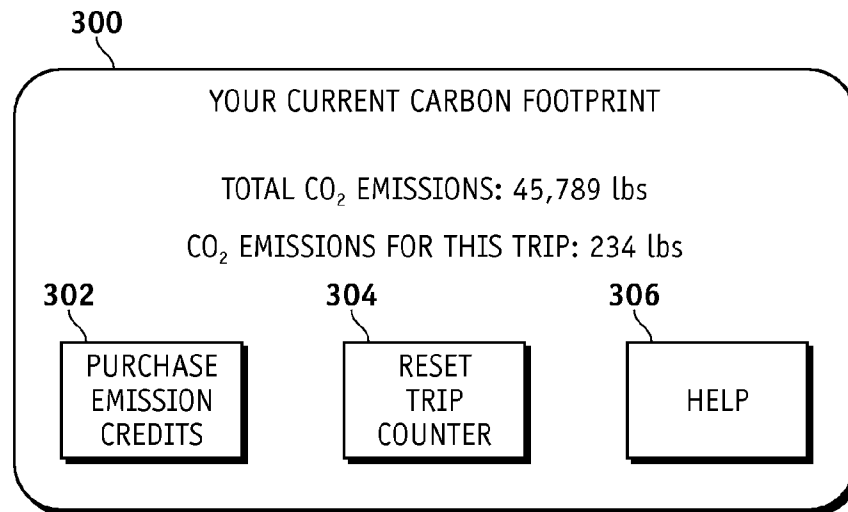 300
YOUR CURRENT CARBON FOOTPRINT
TOTAL CO₂ EMISSIONS: 45,789 lbs
CO₂ EMISSIONS FOR THIS TRIP: 234 lbs
302
304
306
PURCHASE
EMISSION
CREDITS
RESET
TRIP
COUNTER
HELP